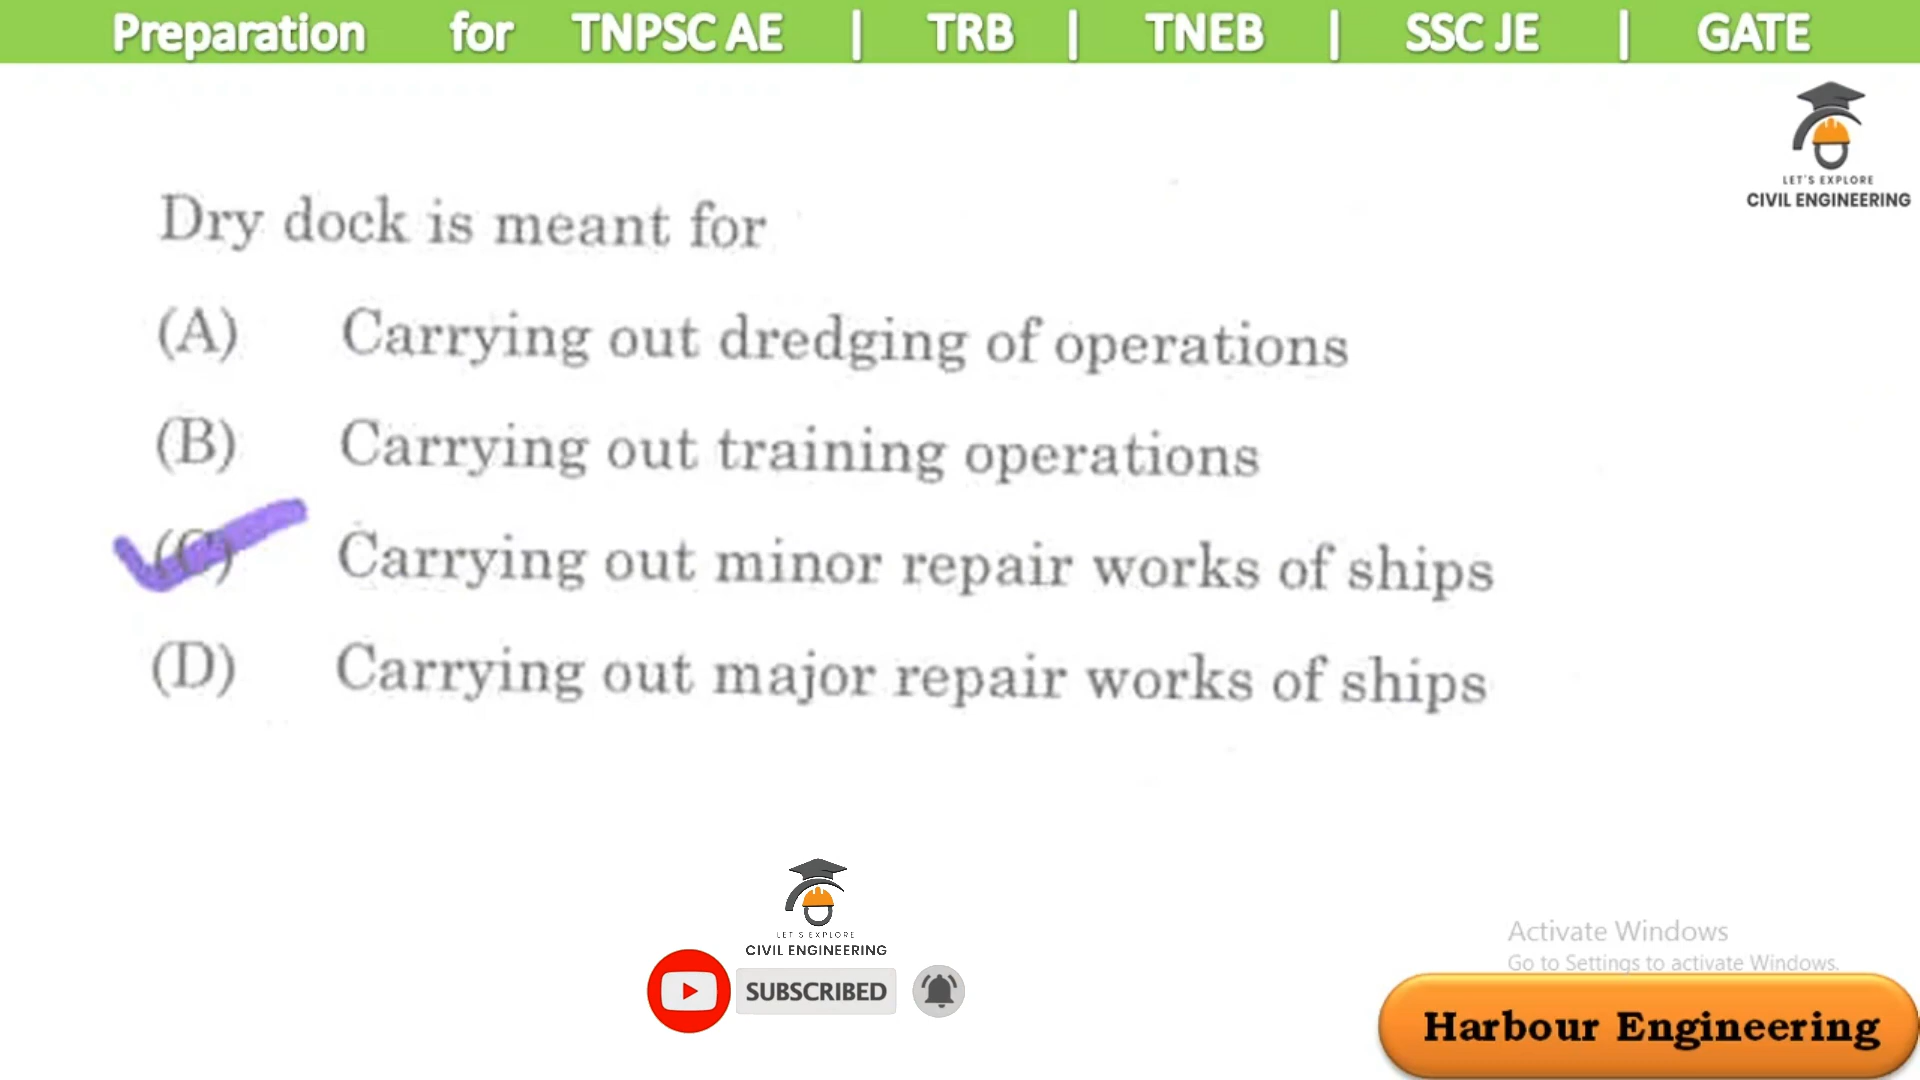 Preparation for TNPSC AE | TRB | TNEB | SSC JE | GATE
LET'S EXPLORE
CIVIL ENGINEERING
Dry dock is meant for
(A) Carrying out dredging of operations
(B) Carrying out training operations
(C) Carrying out minor repair works of ships
(D) Carrying out major repair works of ships
LET'S EXPLORE
CIVIL ENGINEERING
SUBSCRIBED
Activate Windows
Go to Settings to activate Windows.
Harbour Engineering